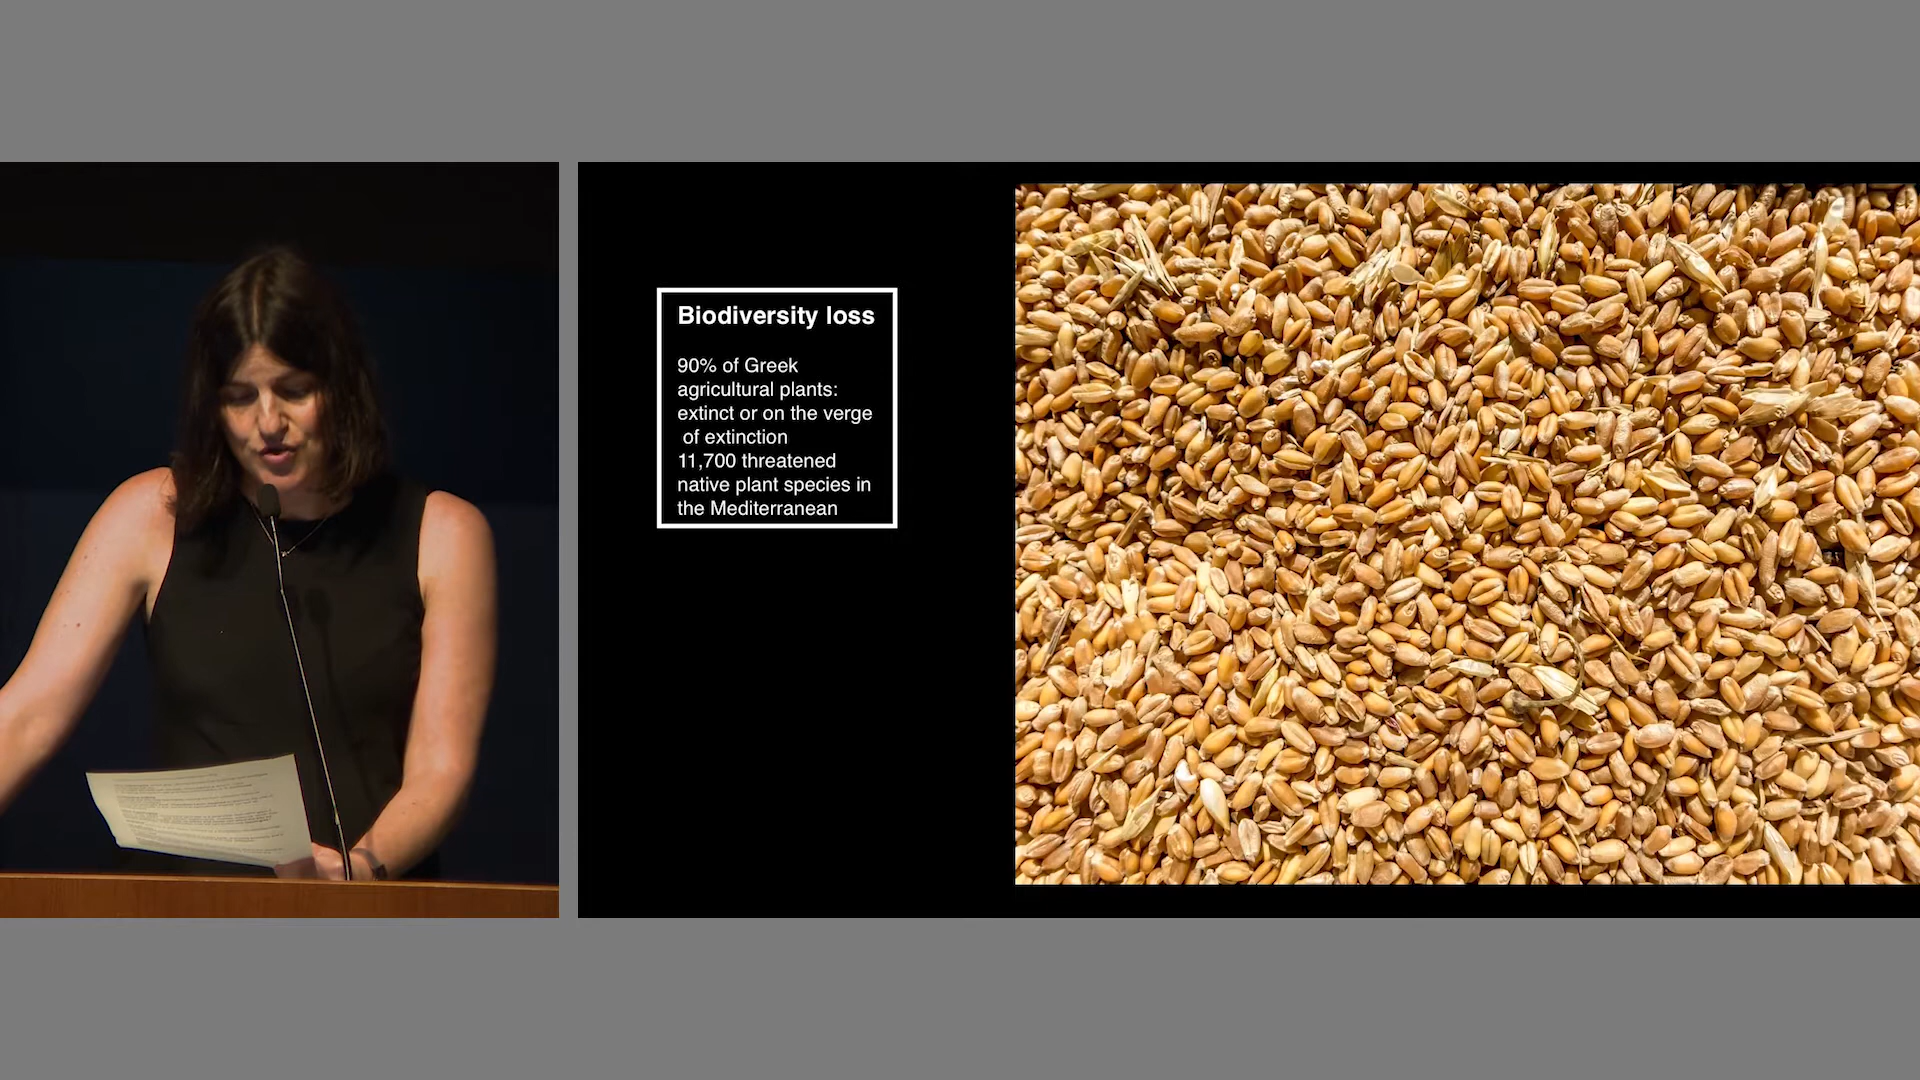 Biodiversity loss
90% of Greek
agricultural plants:
extinct or on the verge
of extinction
11,700 threatened
native plant species in
the Mediterranean